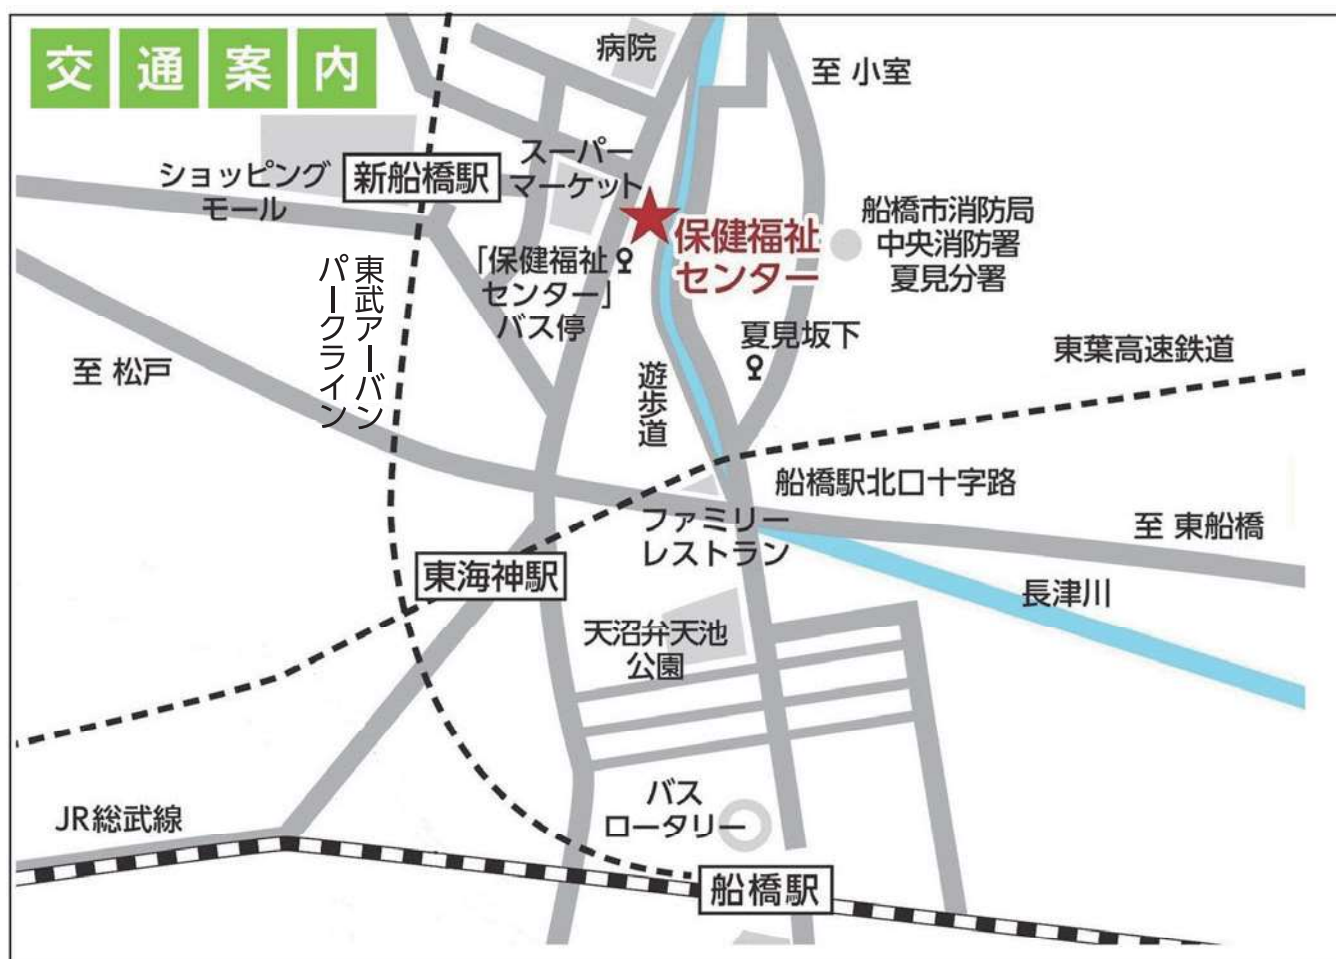 交通案内
病院
至 小室
ショッピング
モール
新船橋駅
スーパー
マーケット
保健福祉
センター
船橋市消防局
中央消防署
夏見分署
「保健福祉
センター」
バス停
東武アーバン
パークライン
至 松戸
遊歩道
夏見坂下
東葉高速鉄道
船橋駅北口十字路
ファミリー
レストラン
至 東船橋
東海神駅
長津川
天沼弁天池
公園
バス
ロータリー
JR総武線
船橋駅